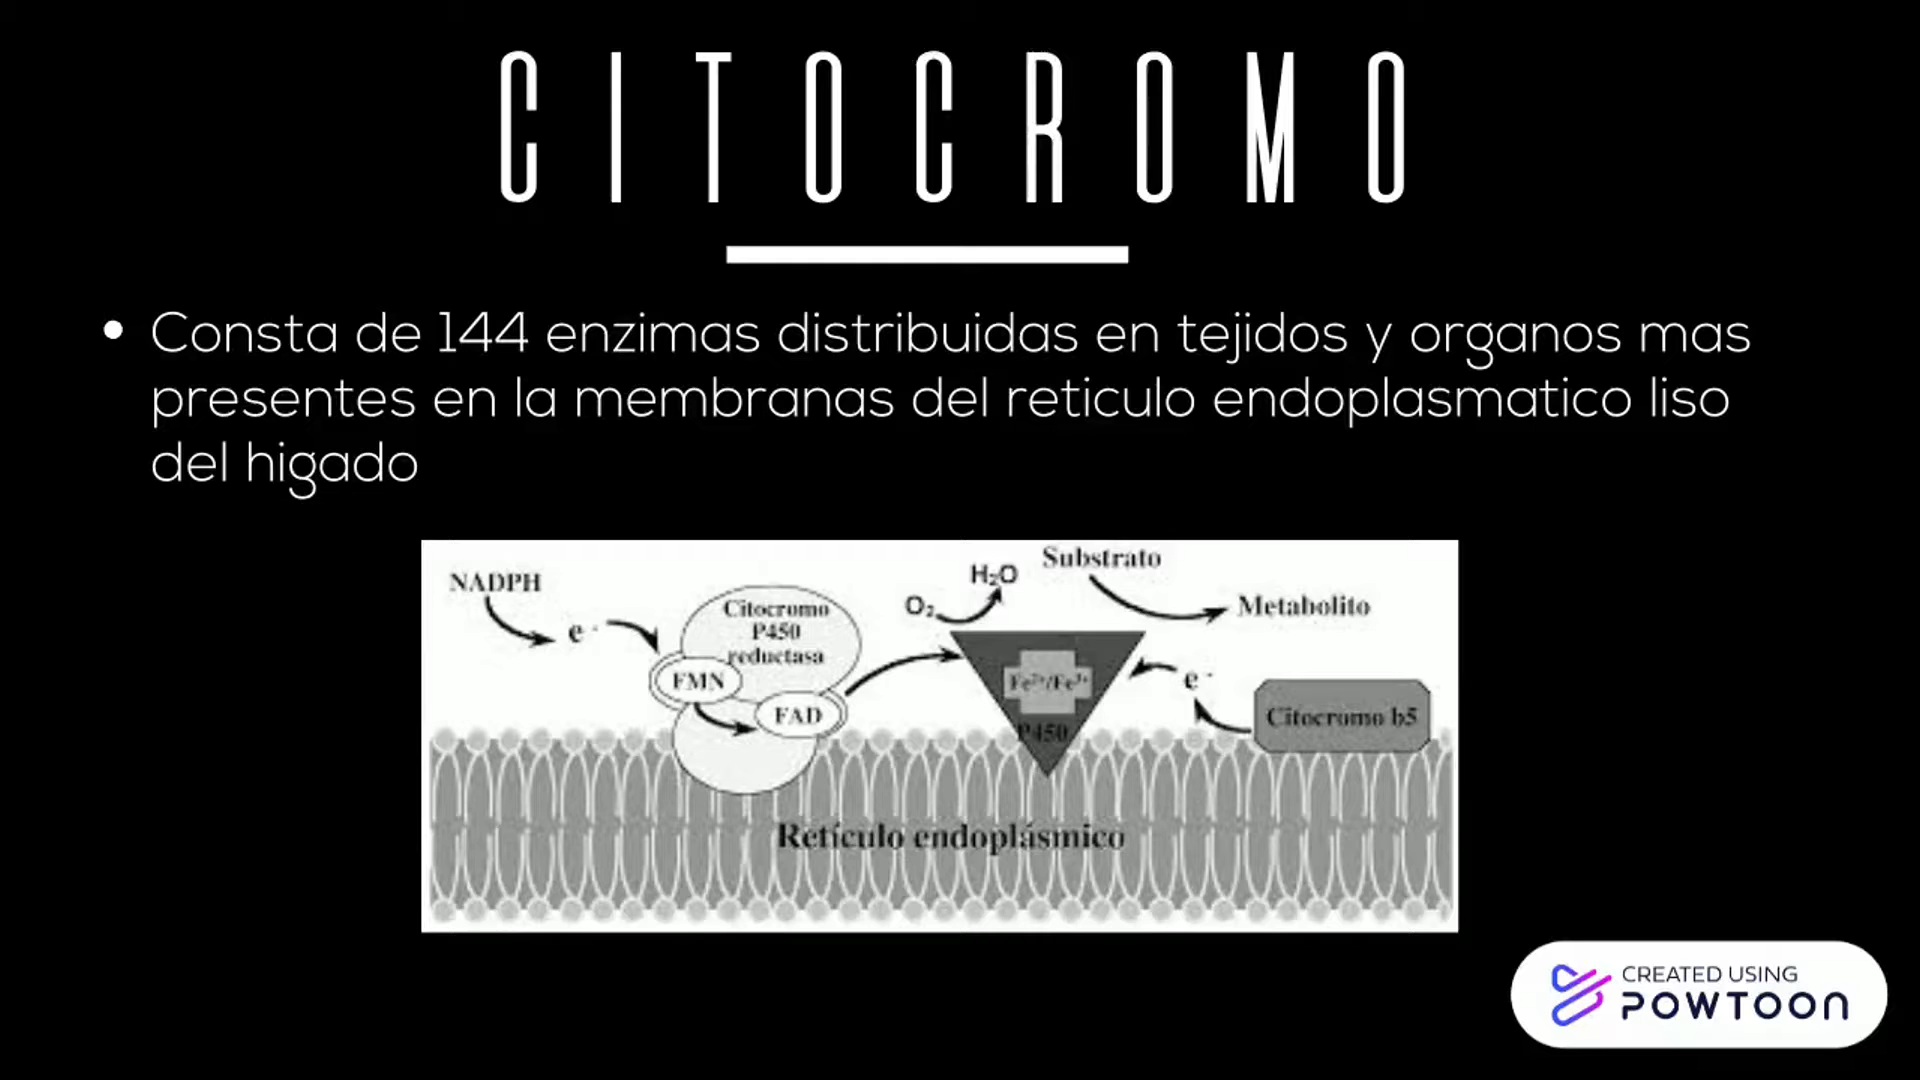 CITOCROMO
• Consta de 144 enzimas distribuidas en tejidos y organos mas
presentes en la membranas del reticulo endoplasmatico liso
del higado
NADPH
e-
Citocromo
P450
reductasa
FMN
FAD
O2
H2O
Substrato
Metabolito
Fe2+/Fe3+
P450
e-
Citocromo b5
Retículo endoplásmico
CREATED USING
POWTOON